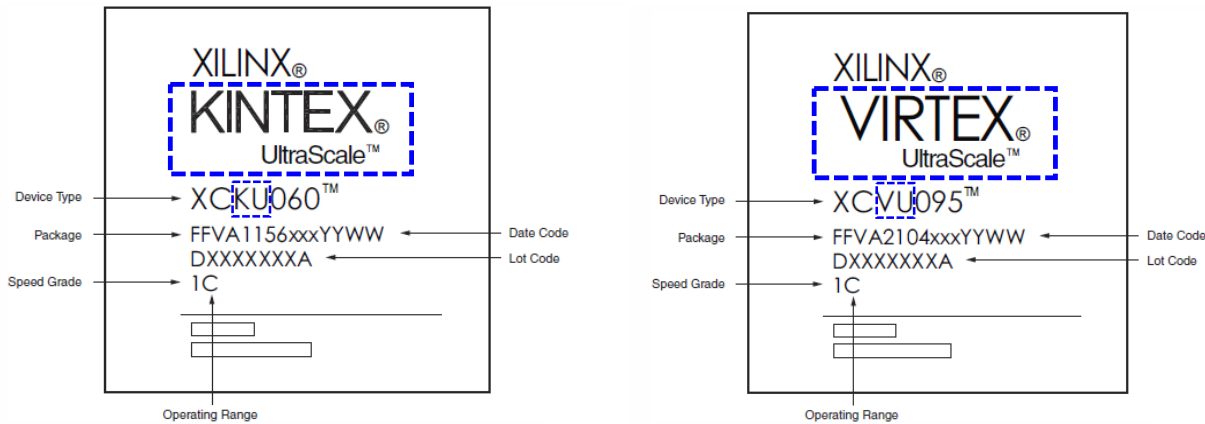 XILINX®
KINTEX®
UltraScale™
Device Type
XCKU060™
Package
FFVA1156xxxYYWW
Date Code
DXXXXXXXA
Lot Code
Speed Grade
1C
Operating Range
XILINX®
VIRTEX®
UltraScale™
Device Type
XCVU095™
Package
FFVA2104xxxYYWW
Date Code
DXXXXXXXA
Lot Code
Speed Grade
1C
Operating Range